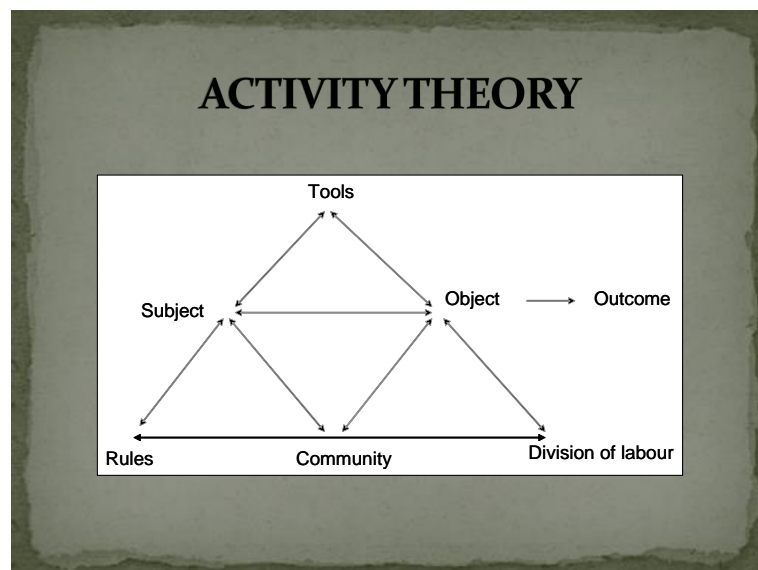 ACTIVITY THEORY
Tools
Subject
Object
Outcome
Rules
Community
Division of labour